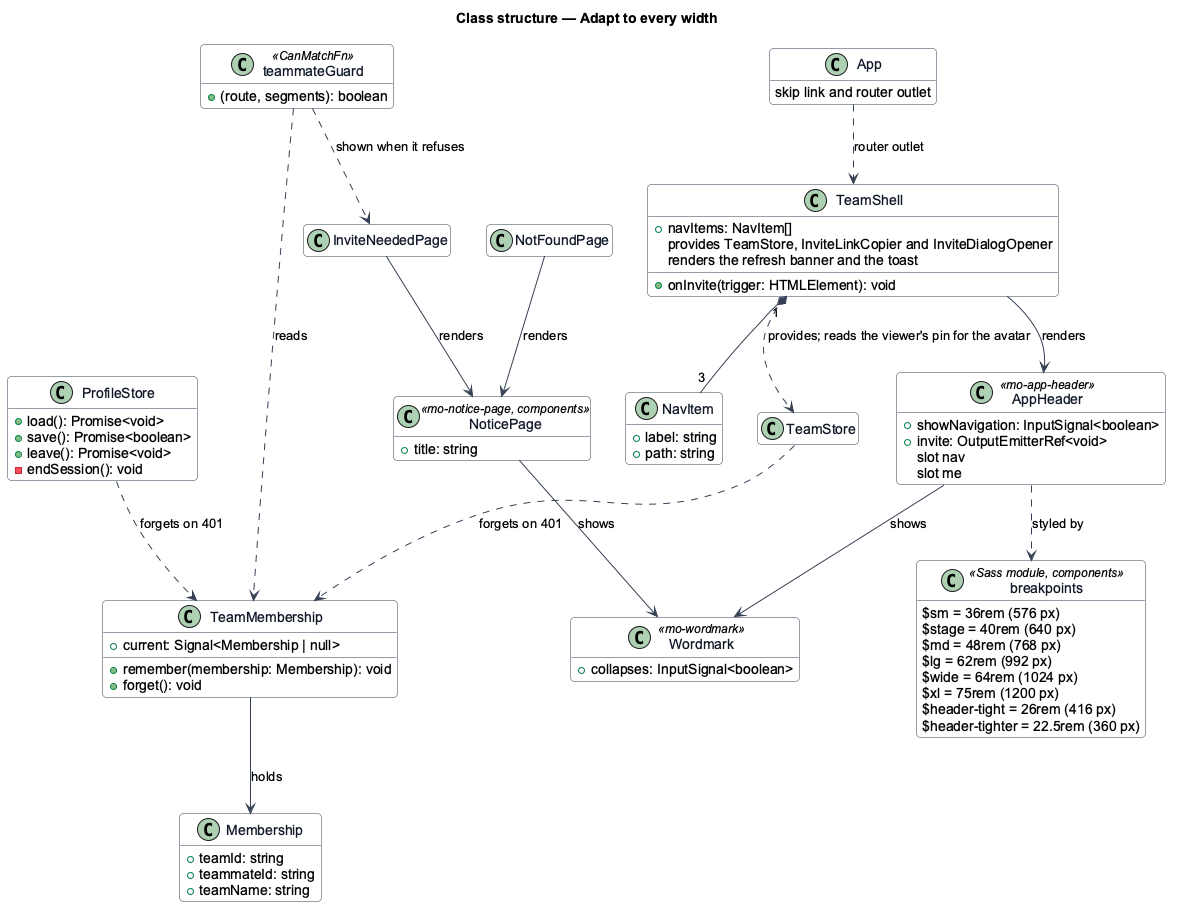 Class structure — Adapt to every width
C
«CanMatchFn»
teammateGuard
(route, segments): boolean
C
App
skip link and router outlet
shown when it refuses
router outlet
C
TeamShell
navItems: NavItem[]
provides TeamStore, InviteLinkCopier and InviteDialogOpener
renders the refresh banner and the toast
onInvite(trigger: HTMLElement): void
C
InviteNeededPage
C
NotFoundPage
reads
renders
renders
1
provides; reads the viewer's pin for the avatar
renders
3
C
ProfileStore
load(): Promise<void>
save(): Promise<boolean>
leave(): Promise<void>
endSession(): void
C
«mo-notice-page, components»
NoticePage
title: string
C
NavItem
label: string
path: string
C
TeamStore
C
«mo-app-header»
AppHeader
showNavigation: InputSignal<boolean>
invite: OutputEmitterRef<void>
slot nav
slot me
forgets on 401
forgets on 401
shows
shows
styled by
C
TeamMembership
current: Signal<Membership | null>
remember(membership: Membership): void
forget(): void
C
«mo-wordmark»
Wordmark
collapses: InputSignal<boolean>
C
«Sass module, components»
breakpoints
$sm = 36rem (576 px)
$stage = 40rem (640 px)
$md = 48rem (768 px)
$lg = 62rem (992 px)
$wide = 64rem (1024 px)
$xl = 75rem (1200 px)
$header-tight = 26rem (416 px)
$header-tighter = 22.5rem (360 px)
holds
C
Membership
teamId: string
teammateId: string
teamName: string